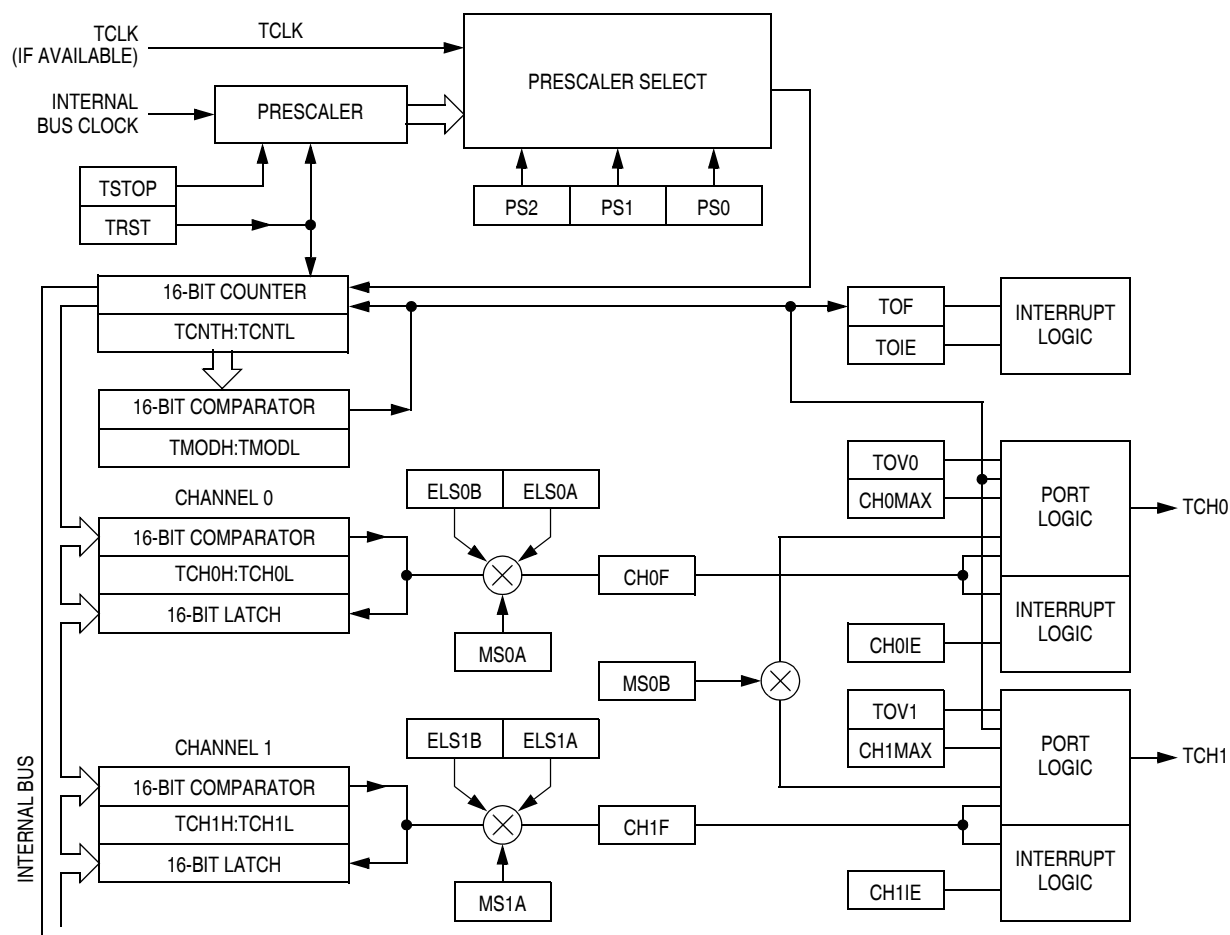 TCLK
(IF AVAILABLE)
TCLK
PRESCALER SELECT
INTERNAL
BUS CLOCK
PRESCALER
TSTOP
TRST
PS2
PS1
PS0
16-BIT COUNTER
TCNTH:TCNTL
TOF
TOIE
INTERRUPT
LOGIC
16-BIT COMPARATOR
TMODH:TMODL
CHANNEL 0
ELS0B
ELS0A
TOV0
CH0MAX
PORT
LOGIC
TCH0
16-BIT COMPARATOR
TCH0H:TCH0L
16-BIT LATCH
CH0F
MS0A
INTERRUPT
LOGIC
CH0IE
MS0B
CHANNEL 1
ELS1B
ELS1A
TOV1
CH1MAX
PORT
LOGIC
TCH1
16-BIT COMPARATOR
TCH1H:TCH1L
16-BIT LATCH
CH1F
MS1A
INTERRUPT
LOGIC
CH1IE
INTERNAL BUS